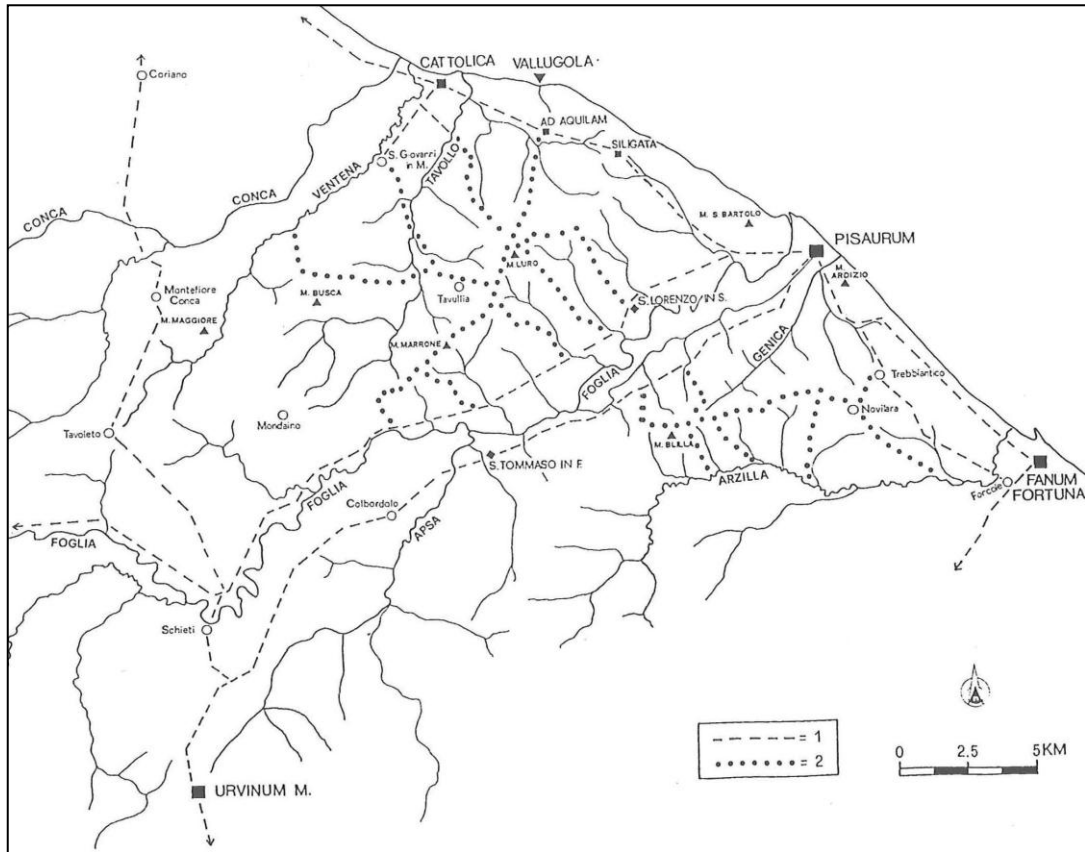 CATTOLICA
VALLUGOLA
Coriano
AD AQUILAM
SILIGATA
S. Giovanni
in M.
TAVOLLO
VENTENA
CONCA
CONCA
M. S BARTOLO
PISAURUM
M. LURO
M.
ARDIZIO
Montefiore
Conca
M. BUSCA
Tavullia
S. LORENZO IN S.
M. MAGGIORE
M. MARRONE
GENICA
FOGLIA
Trebbiantico
Mondaino
Novilara
Tavoleto
M. BLILLA
S. TOMMASO IN F.
ARZILLA
FANUM
FORTUNA
Forcole
FOGLIA
Colbordolo
APSA
FOGLIA
Schieti
= 1
= 2
0 2.5 5KM
URVINUM M.